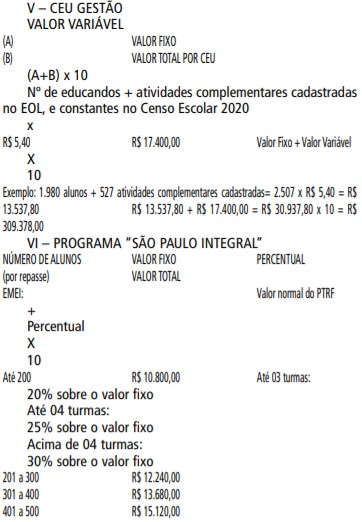 V – CEU GESTÃO
VALOR VARIÁVEL
(A) VALOR FIXO
(B) VALOR TOTAL POR CEU
(A+B) x 10
Nº de educandos + atividades complementares cadastradas
no EOL, e constantes no Censo Escolar 2020
x
R$ 5,40 R$ 17.400,00 Valor Fixo + Valor Variável
X
10
Exemplo: 1.980 alunos + 527 atividades complementares cadastradas= 2.507 x R$ 5,40 = R$
13.537,80 R$ 13.537,80 + R$ 17.400,00 = R$ 30.937,80 x 10 = R$
309.378,00
VI – PROGRAMA "SÃO PAULO INTEGRAL"
NÚMERO DE ALUNOS VALOR FIXO PERCENTUAL
(por repasse) VALOR TOTAL
EMEI: Valor normal do PTRF
+
Percentual
X
10
Até 200 R$ 10.800,00 Até 03 turmas:
20% sobre o valor fixo
Até 04 turmas:
25% sobre o valor fixo
Acima de 04 turmas:
30% sobre o valor fixo
201 a 300 R$ 12.240,00
301 a 400 R$ 13.680,00
401 a 500 R$ 15.120,00